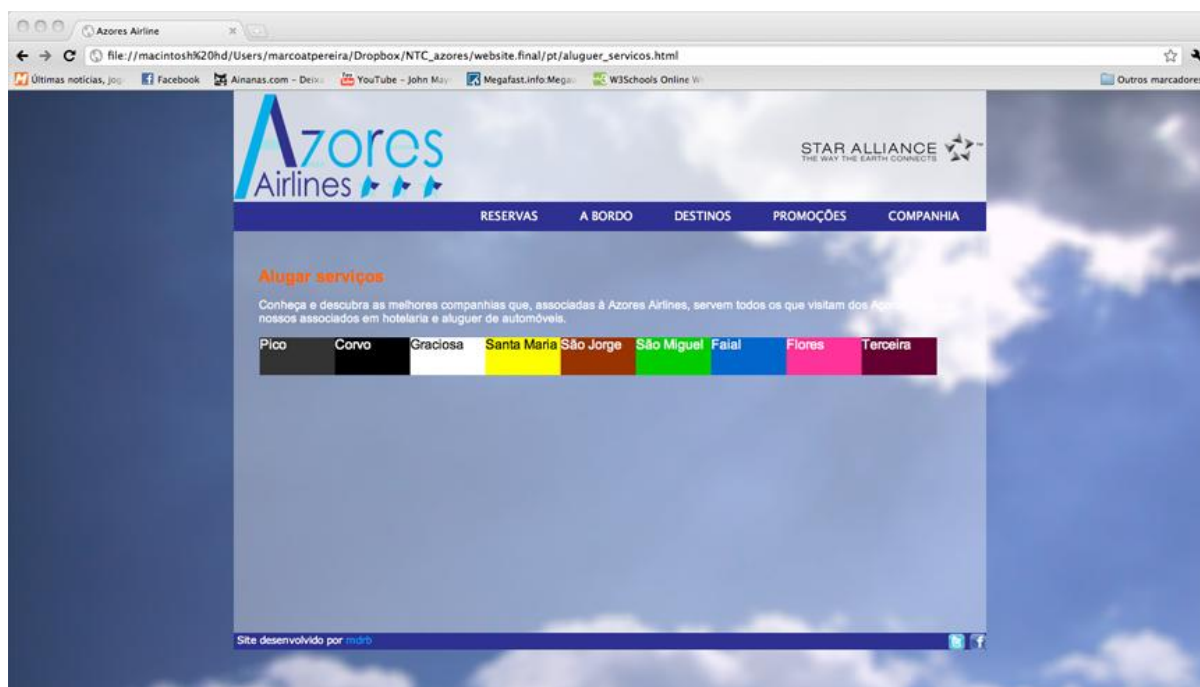 Azores Airline
file://macintosh%20hd/Users/marcoatpereira/Dropbox/NTC_azores/website.final/pt/aluguer_servicos.html
Últimas notícias, jog Facebook Ainanas.com – Deix YouTube – John May Megafast.info:Mega W3Schools Online W Outros marcadores
Azores
Airlines
STAR ALLIANCE
THE WAY THE EARTH CONNECTS
RESERVAS A BORDO DESTINOS PROMOÇÕES COMPANHIA
Alugar serviços
Conheça e descubra as melhores companhias que, associadas à Azores Airlines, servem todos os que visitam dos
nossos associados em hotelaria e aluguer de automóveis.
Pico Corvo Graciosa Santa Maria São Jorge São Miguel Faial Flores Terceira
Site desenvolvido por mdrb